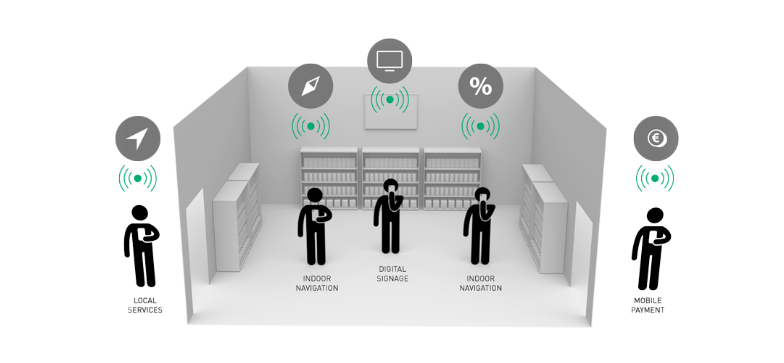 %
€
DIGITAL
SIGNAGE
INDOOR
NAVIGATION
INDOOR
NAVIGATION
LOCAL
SERVICES
MOBILE
PAYMENT